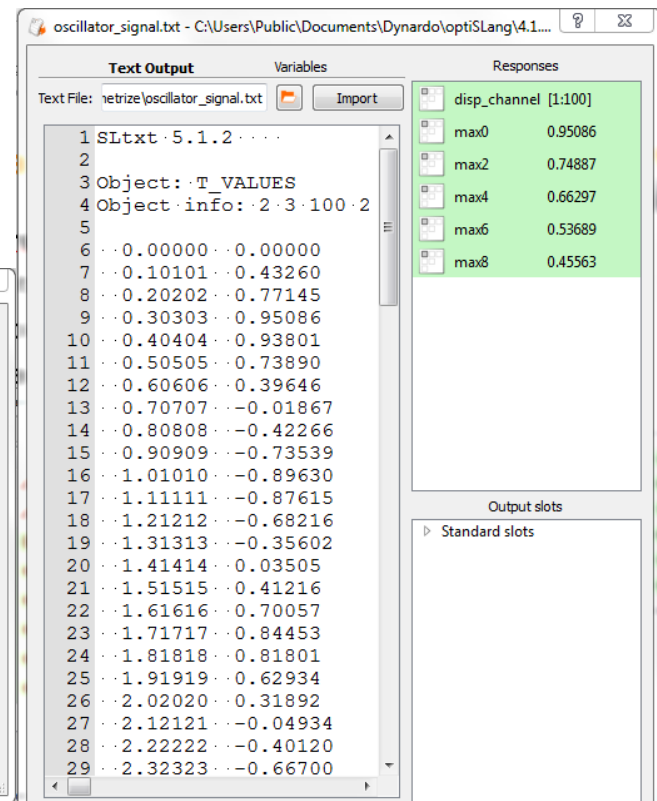 oscillator_signal.txt - C:\Users\Public\Documents\Dynardo\optiSLang\4.1....
Text Output Variables
Text File: netrize\oscillator_signal.txt Import
1 SLtxt·5.1.2····
2
3 Object:·T_VALUES
4 Object·info:·2·3·100·2
5
6 ··0.00000··0.00000
7 ··0.10101··0.43260
8 ··0.20202··0.77145
9 ··0.30303··0.95086
10 ··0.40404··0.93801
11 ··0.50505··0.73890
12 ··0.60606··0.39646
13 ··0.70707··-0.01867
14 ··0.80808··-0.42266
15 ··0.90909··-0.73539
16 ··1.01010··-0.89630
17 ··1.11111··-0.87615
18 ··1.21212··-0.68216
19 ··1.31313··-0.35602
20 ··1.41414··0.03505
21 ··1.51515··0.41216
22 ··1.61616··0.70057
23 ··1.71717··0.84453
24 ··1.81818··0.81801
25 ··1.91919··0.62934
26 ··2.02020··0.31892
27 ··2.12121··-0.04934
28 ··2.22222··-0.40120
29 ··2.32323··-0.66700
Responses
disp_channel [1:100]
max0 0.95086
max2 0.74887
max4 0.66297
max6 0.53689
max8 0.45563
Output slots
Standard slots